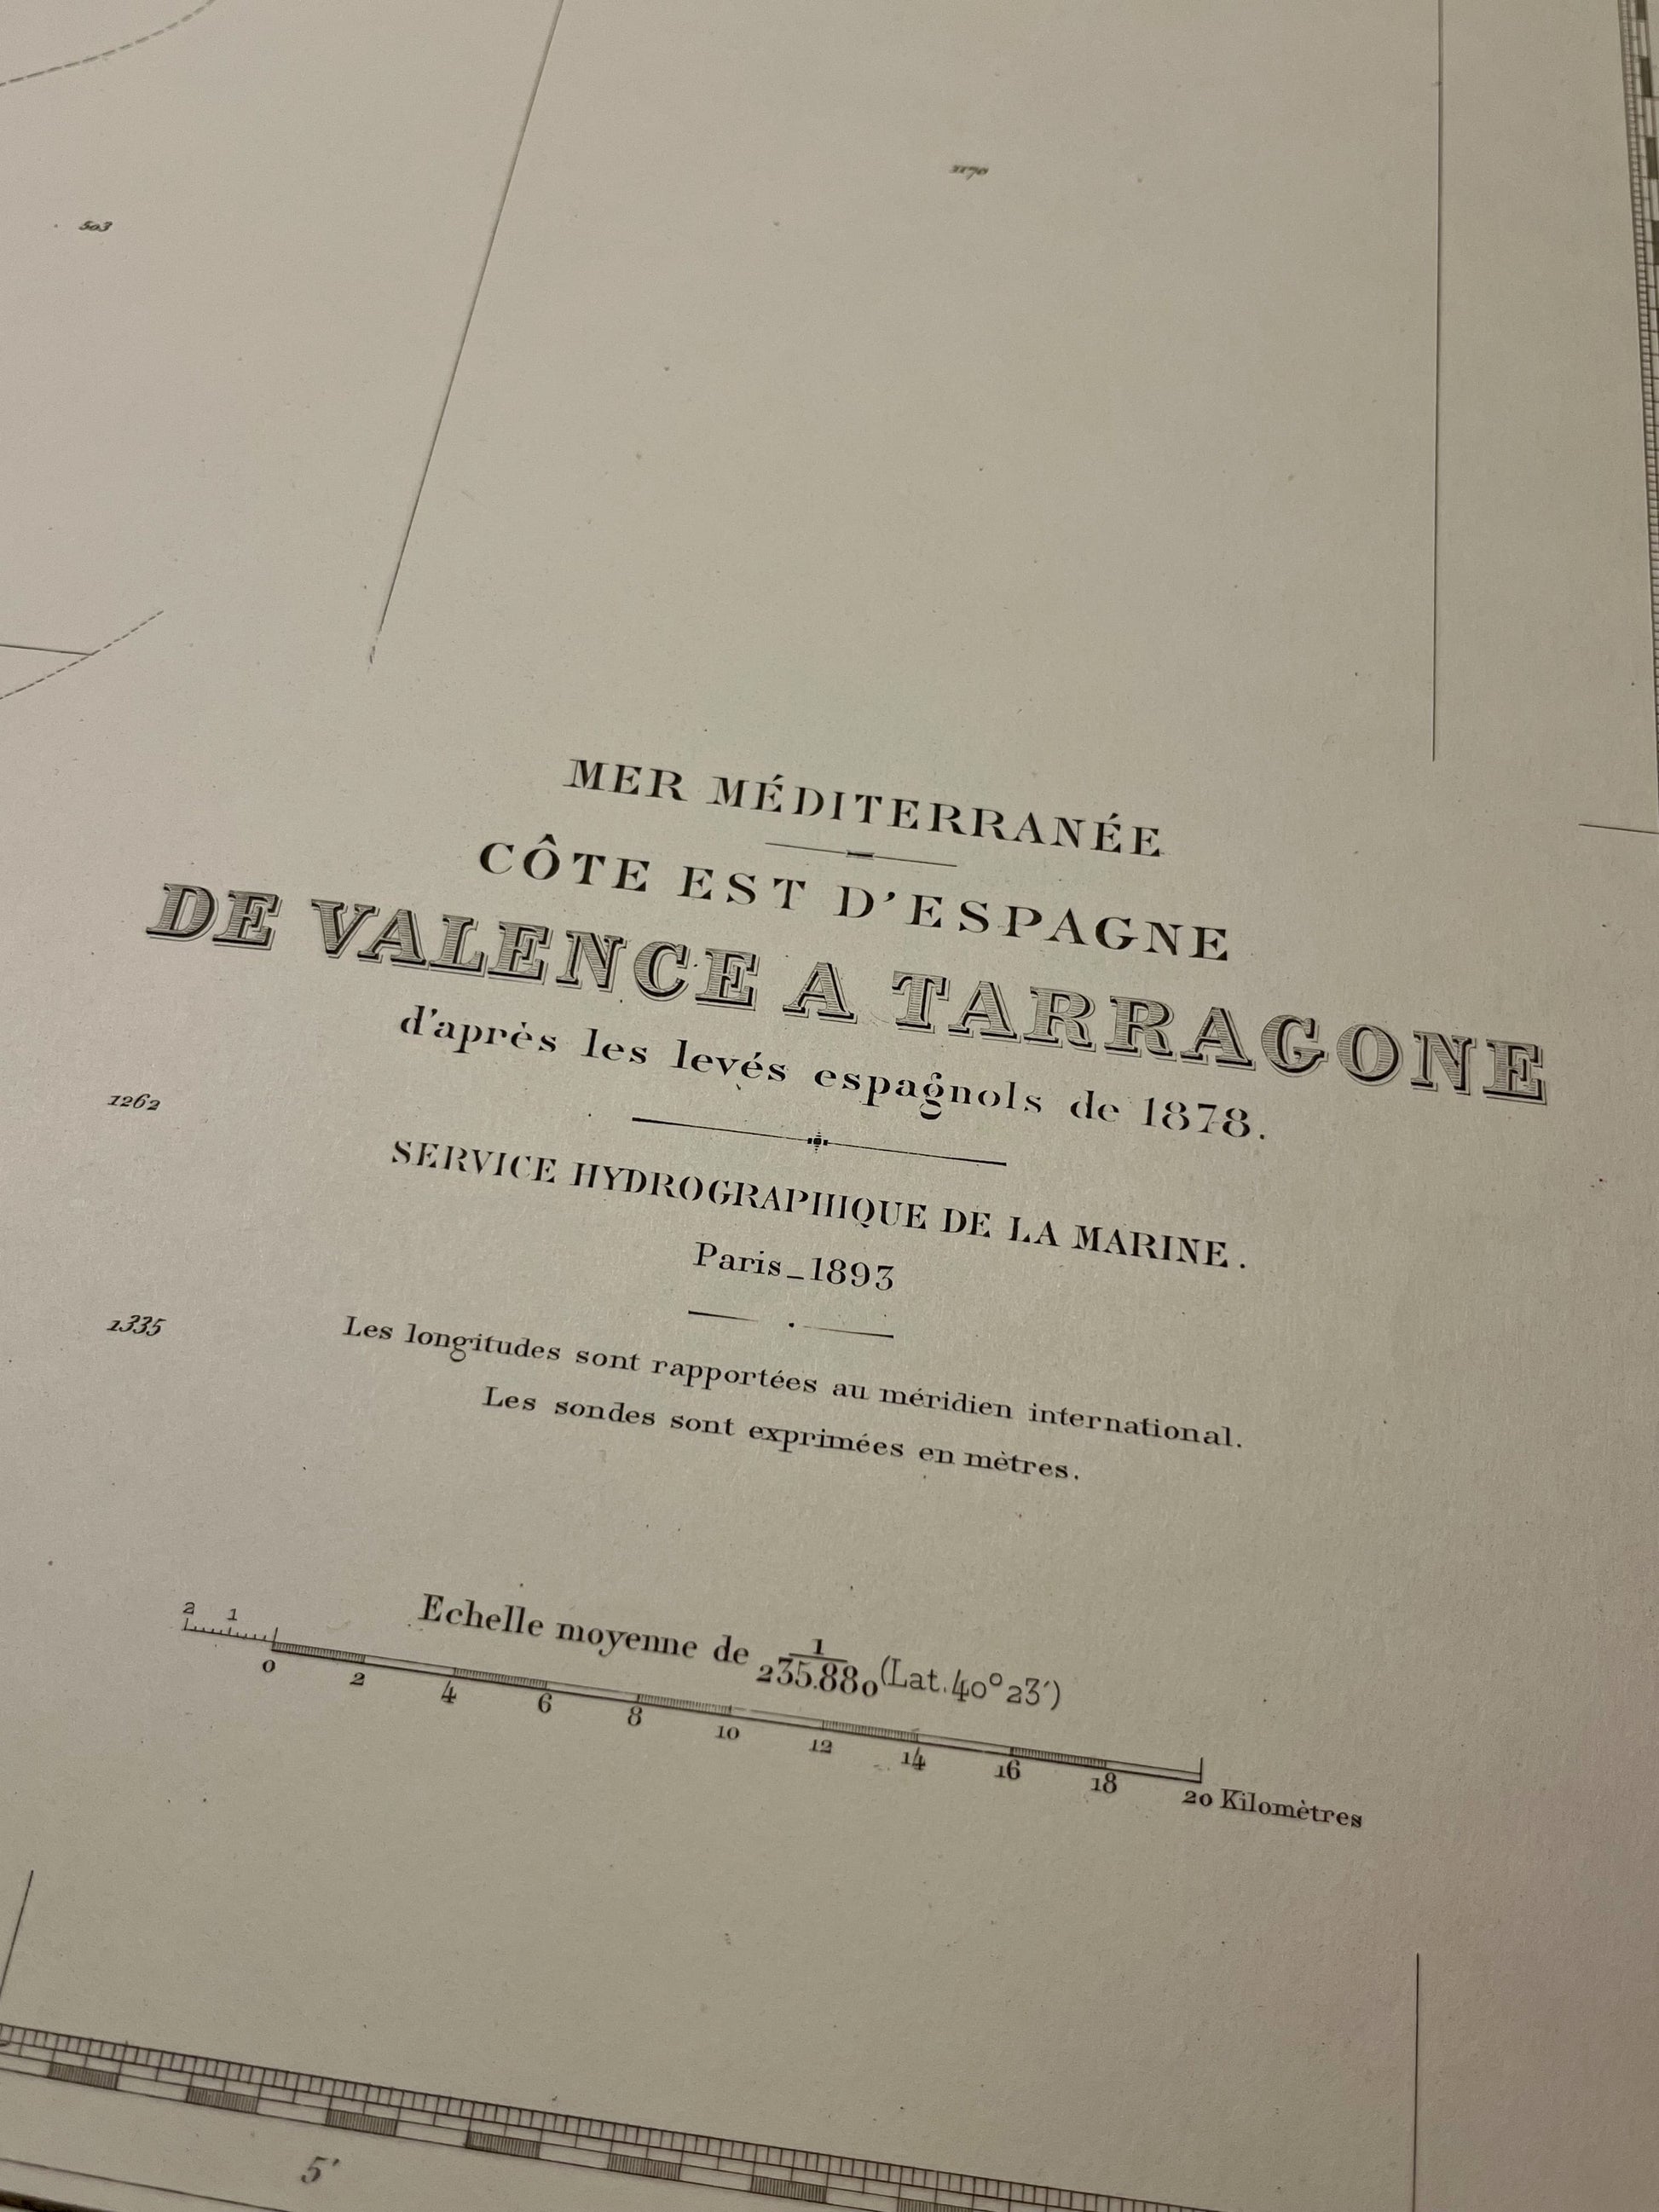 1170
503
MER MÉDITERRANÉE
CÔTE EST D'ESPAGNE
DE VALENCE A TARRAGONE
d'après les levés espagnols de 1878.
1262
SERVICE HYDROGRAPHIQUE DE LA MARINE.
Paris_1893
1335
Les longitudes sont rapportées au méridien international.
Les sondes sont exprimées en mètres.
Echelle moyenne de 1/235.880 (Lat. 40° 23')
2 1
0 2 4 6 8 10 12 14 16 18 20 Kilomètres
5'